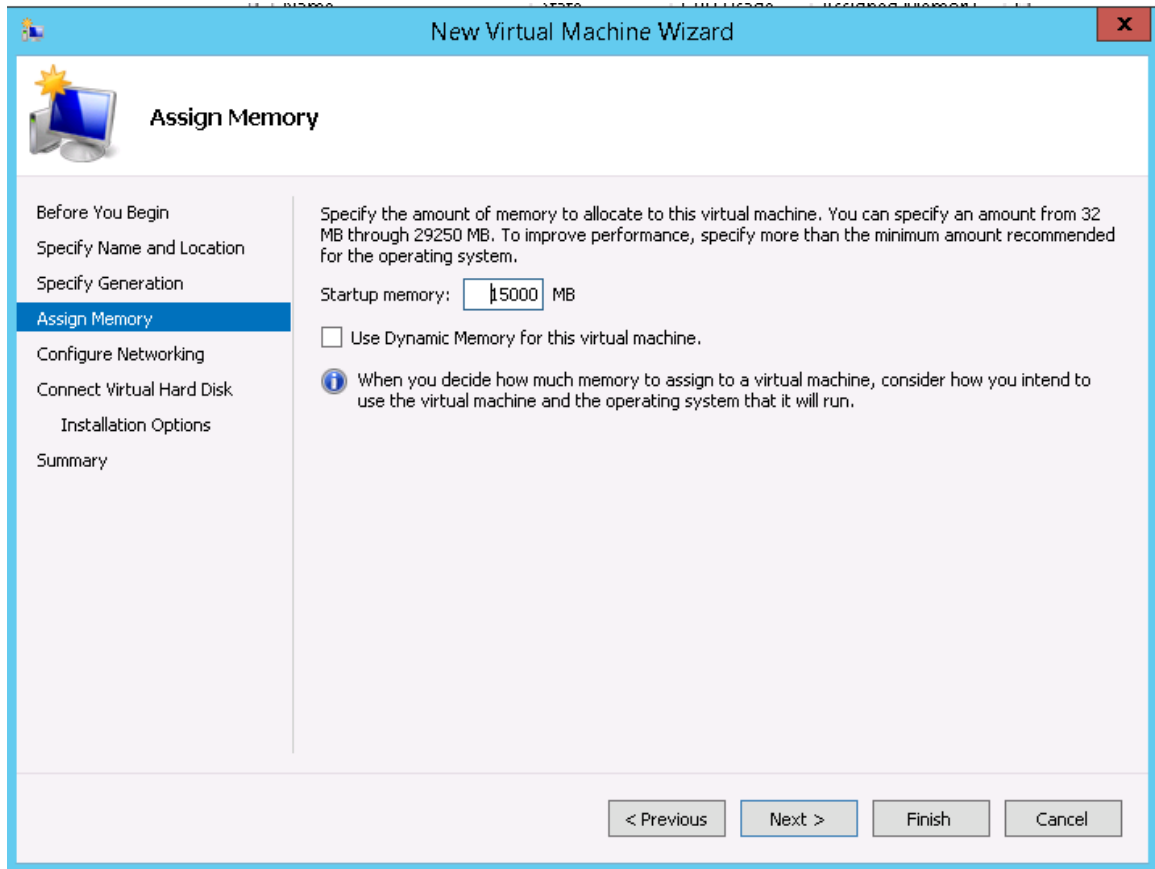 New Virtual Machine Wizard
x
Assign Memory
Before You Begin
Specify Name and Location
Specify Generation
Assign Memory
Configure Networking
Connect Virtual Hard Disk
Installation Options
Summary
Specify the amount of memory to allocate to this virtual machine. You can specify an amount from 32
MB through 29250 MB. To improve performance, specify more than the minimum amount recommended
for the operating system.
Startup memory: 15000 MB
Use Dynamic Memory for this virtual machine.
When you decide how much memory to assign to a virtual machine, consider how you intend to
use the virtual machine and the operating system that it will run.
< Previous Next > Finish Cancel